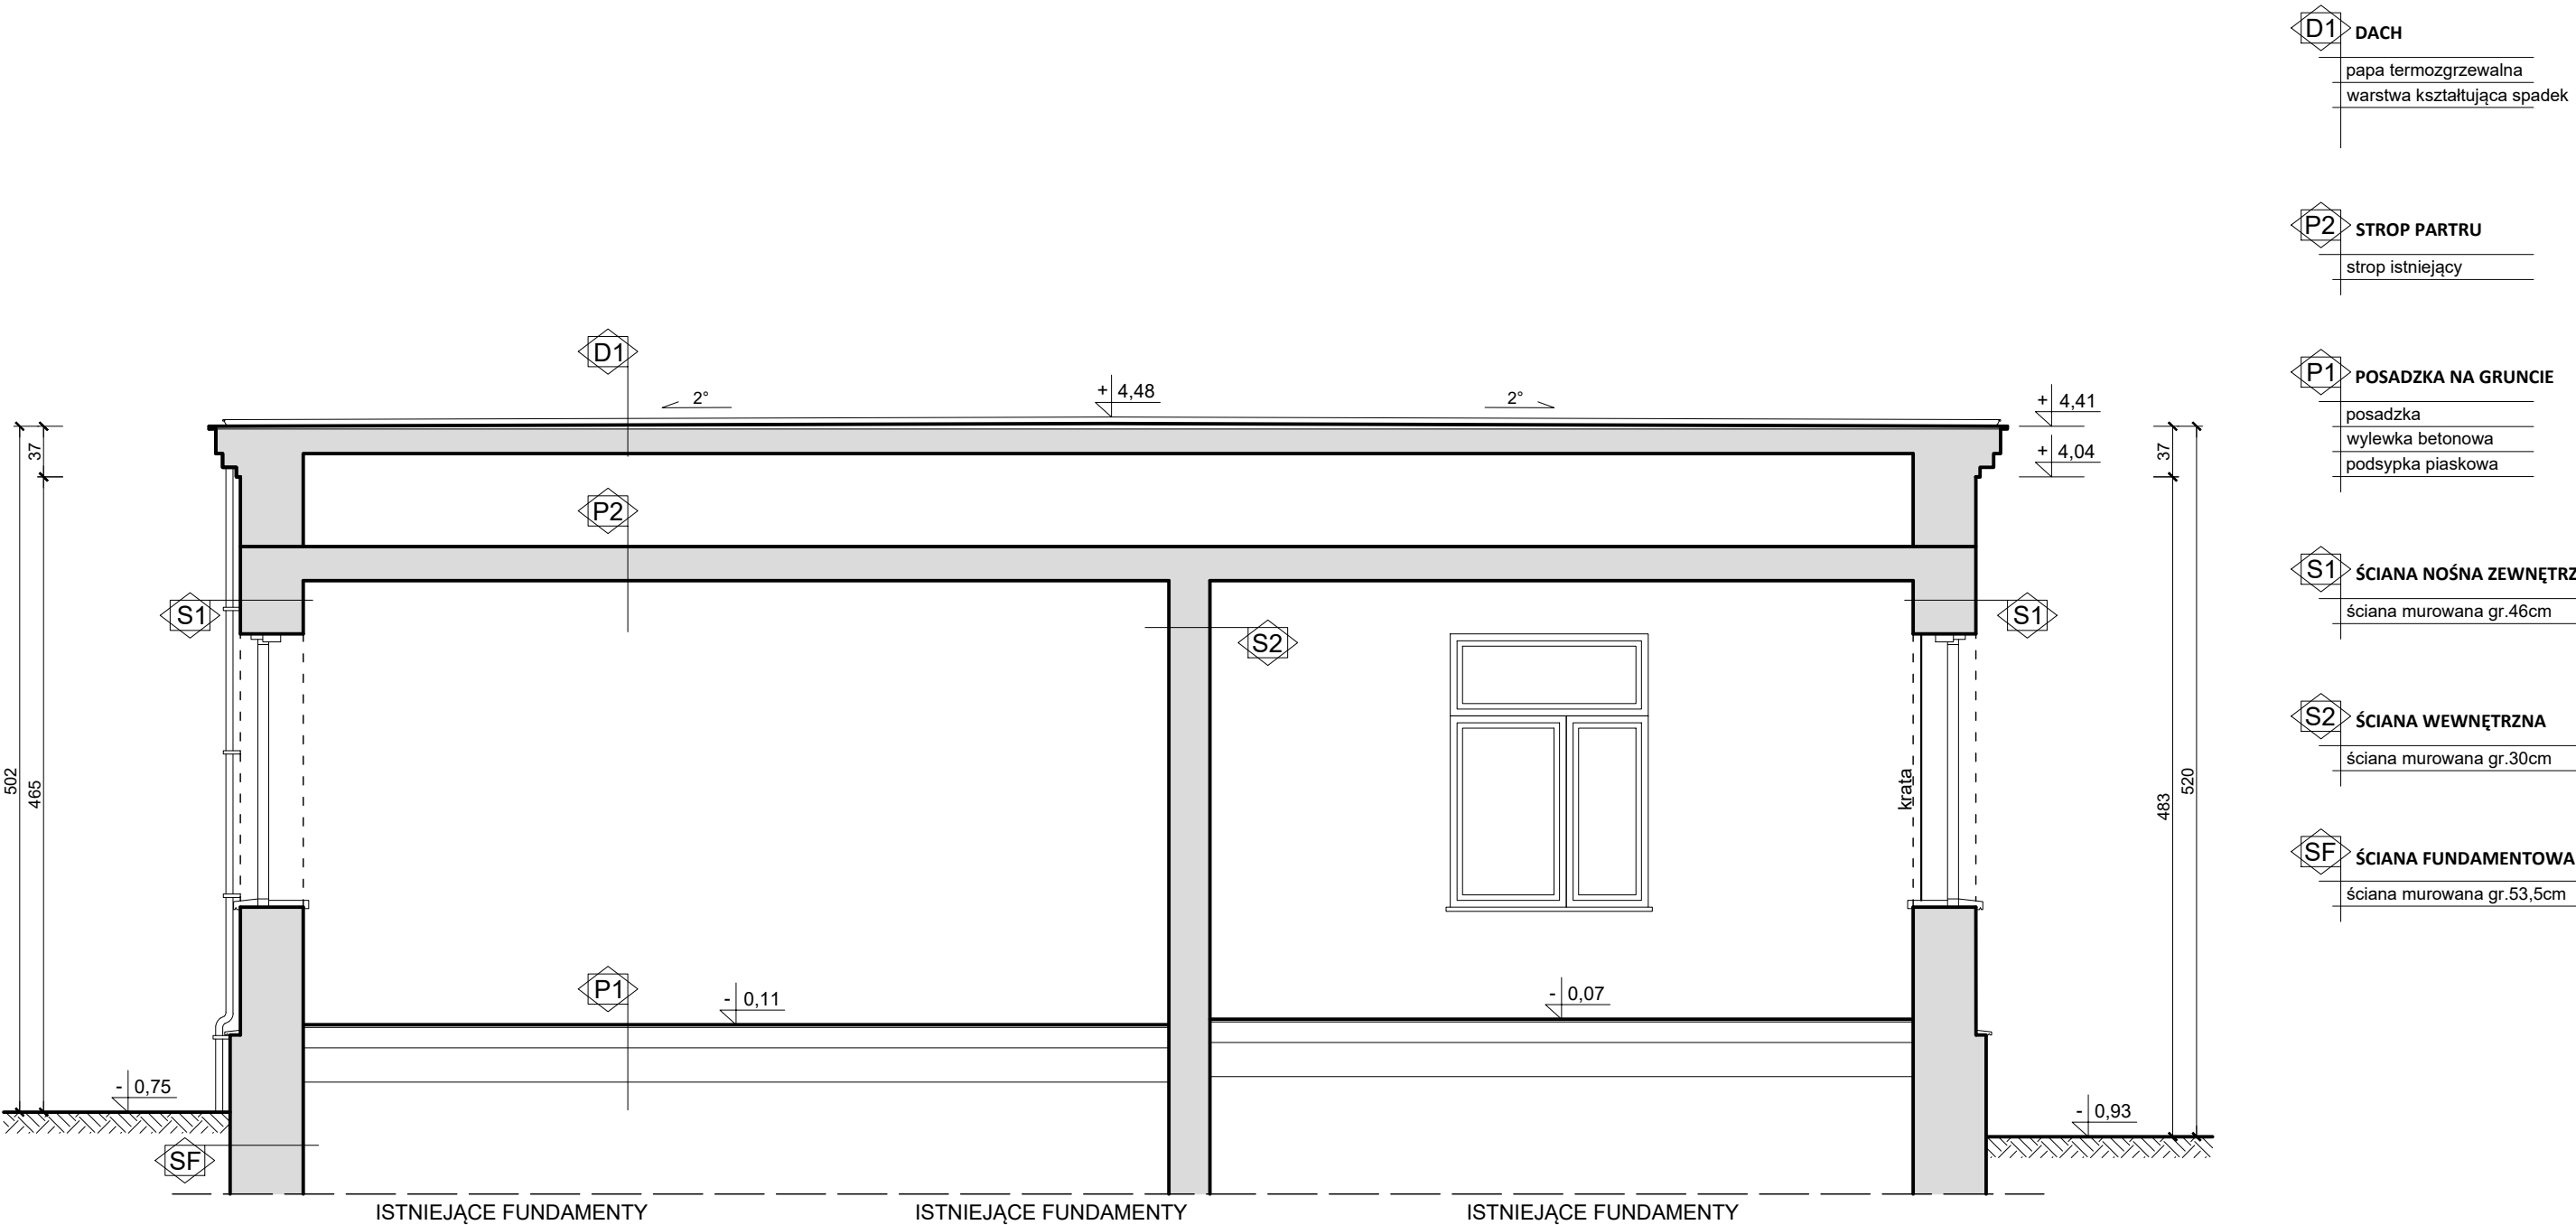 D1 DACH
papa termozgrzewalna
warstwa kształtująca spadek
P2 STROP PARTRU
strop istniejący
P1 POSADZKA NA GRUNCIE
posadzka
wylewka betonowa
podsypka piaskowa
S1 ŚCIANA NOŚNA ZEWNĘTRZ
ściana murowana gr.46cm
S2 ŚCIANA WEWNĘTRZNA
ściana murowana gr.30cm
SF ŚCIANA FUNDAMENTOWA
ściana murowana gr.53,5cm
D1
2°
+ 4,48
2°
+ 4,41
37
+ 4,04
37
P2
S1
S2
S1
502
465
krata
483
520
P1
- 0,11
- 0,07
- 0,75
- 0,93
SF
ISTNIEJĄCE FUNDAMENTY
ISTNIEJĄCE FUNDAMENTY
ISTNIEJĄCE FUNDAMENTY